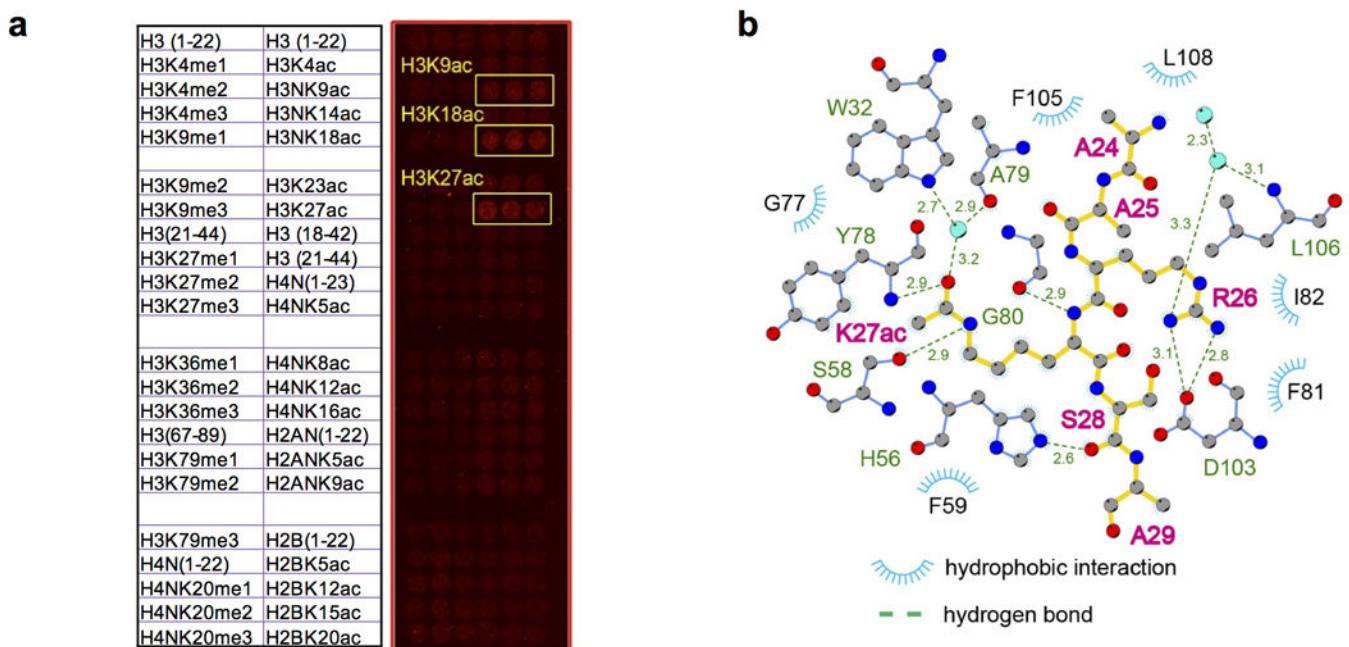 a
H3 (1-22) H3 (1-22)
H3K4me1 H3K4ac
H3K4me2 H3NK9ac
H3K4me3 H3NK14ac
H3K9me1 H3NK18ac
H3K9me2 H3K23ac
H3K9me3 H3K27ac
H3(21-44) H3 (18-42)
H3K27me1 H3 (21-44)
H3K27me2 H4N(1-23)
H3K27me3 H4NK5ac
H3K36me1 H4NK8ac
H3K36me2 H4NK12ac
H3K36me3 H4NK16ac
H3(67-89) H2AN(1-22)
H3K79me1 H2ANK5ac
H3K79me2 H2ANK9ac
H3K79me3 H2B(1-22)
H4N(1-22) H2BK5ac
H4NK20me1 H2BK12ac
H4NK20me2 H2BK15ac
H4NK20me3 H2BK20ac
H3K9ac
H3K18ac
H3K27ac
b
L108
F105
W32
A24
2.3
3.1
A79
G77
A25
2.7
2.9
3.3
L106
Y78
3.2
2.9
2.9
R26
I82
K27ac
G80
2.9
3.1
2.8
S58
F81
S28
H56
2.6
D103
F59
A29
hydrophobic interaction
hydrogen bond